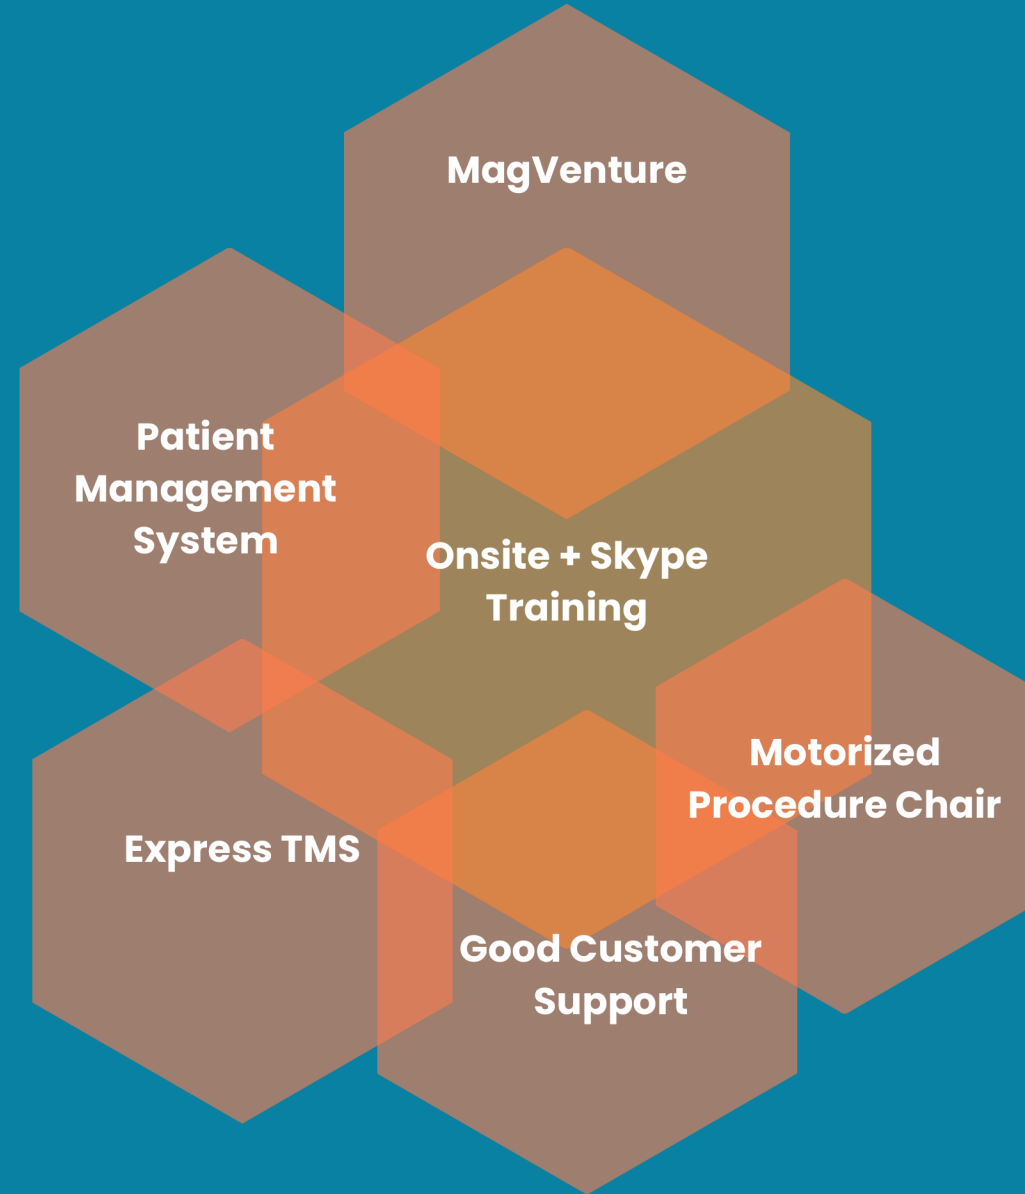 MagVenture
Patient
Management
System
Onsite + Skype
Training
Motorized
Procedure Chair
Express TMS
Good Customer
Support